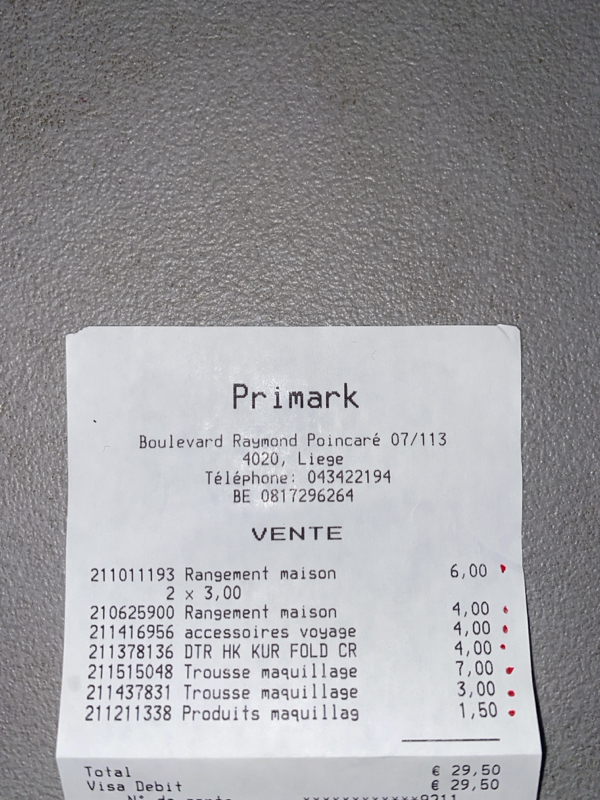 Primark
Boulevard Raymond Poincaré 07/113
4020, Liege
Téléphone: 043422194
BE 0817296264
VENTE
211011193 Rangement maison 6,00
2 x 3,00
210625900 Rangement maison 4,00
211416956 accessoires voyage 4,00
211378136 DTR HK KUR FOLD CR 4,00
211515048 Trousse maquillage 7,00
211437831 Trousse maquillage 3,00
211211338 Produits maquillag 1,50
Total € 29,50
Visa Debit € 29,50